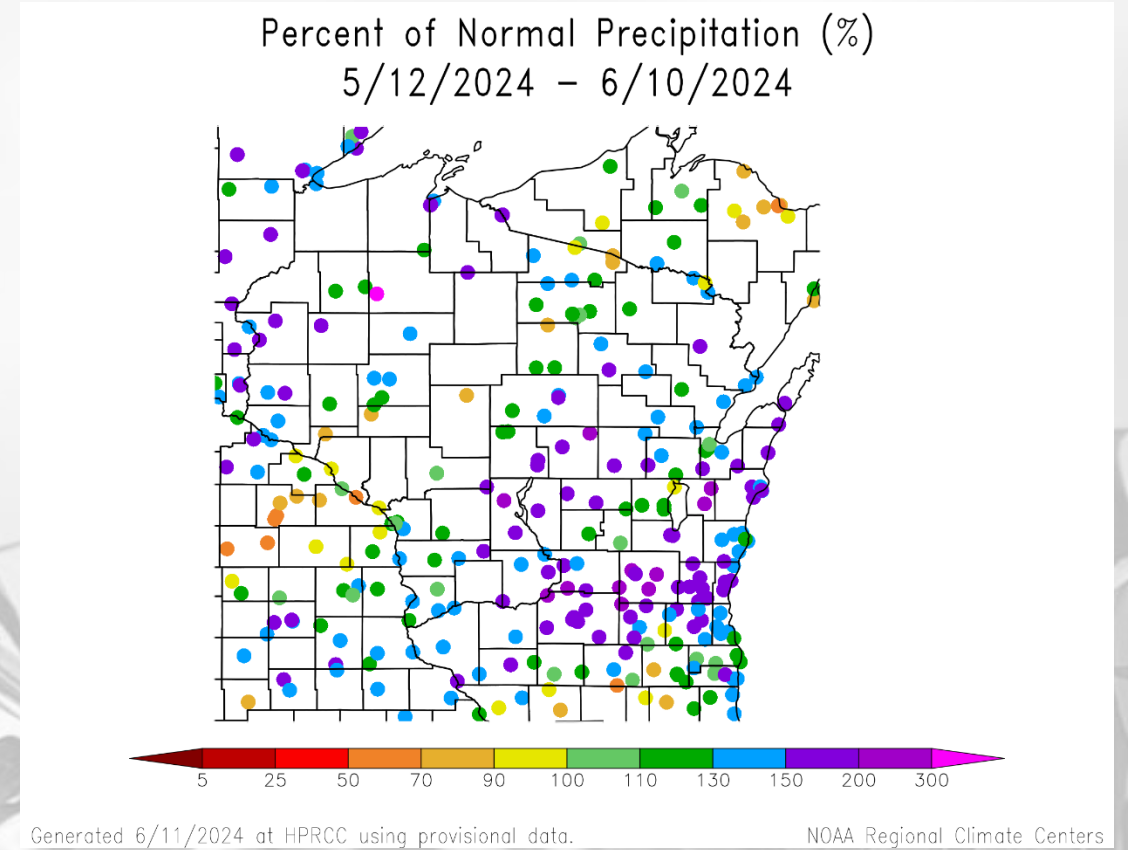 Percent of Normal Precipitation (%)
5/12/2024 – 6/10/2024
5 25 50 70 90 100 110 130 150 200 300
Generated 6/11/2024 at HPRCC using provisional data.
NOAA Regional Climate Centers